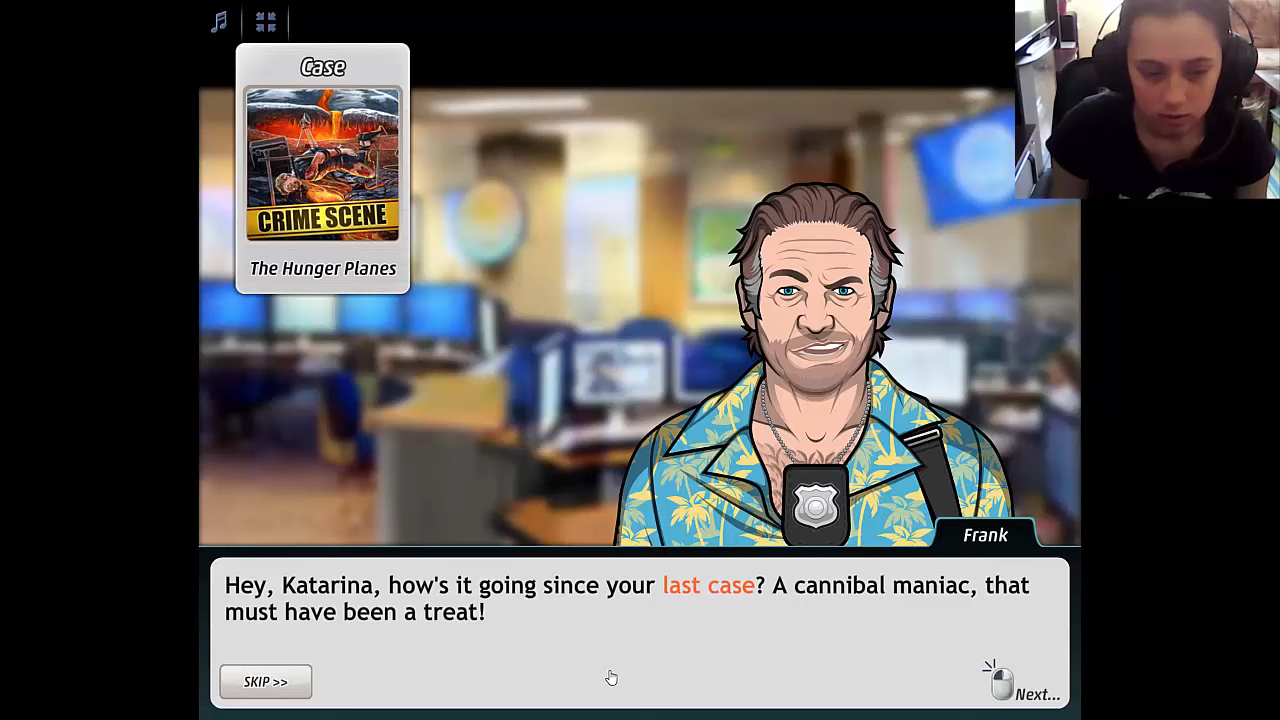 Case
CRIME SCENE
The Hunger Planes
Frank
Hey, Katarina, how's it going since your last case? A cannibal maniac, that
must have been a treat!
SKIP >>
Next...